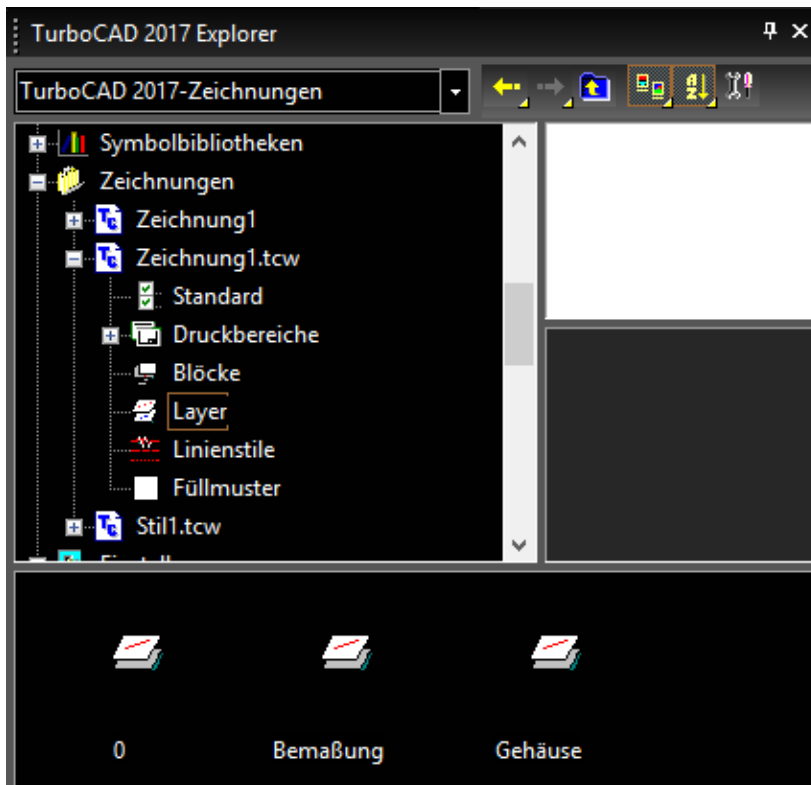 TurboCAD 2017 Explorer
TurboCAD 2017-Zeichnungen
Symbolbibliotheken
Zeichnungen
Zeichnung1
Zeichnung1.tcw
Standard
Druckbereiche
Blöcke
Layer
Linienstile
Füllmuster
Stil1.tcw
0
Bemaßung
Gehäuse